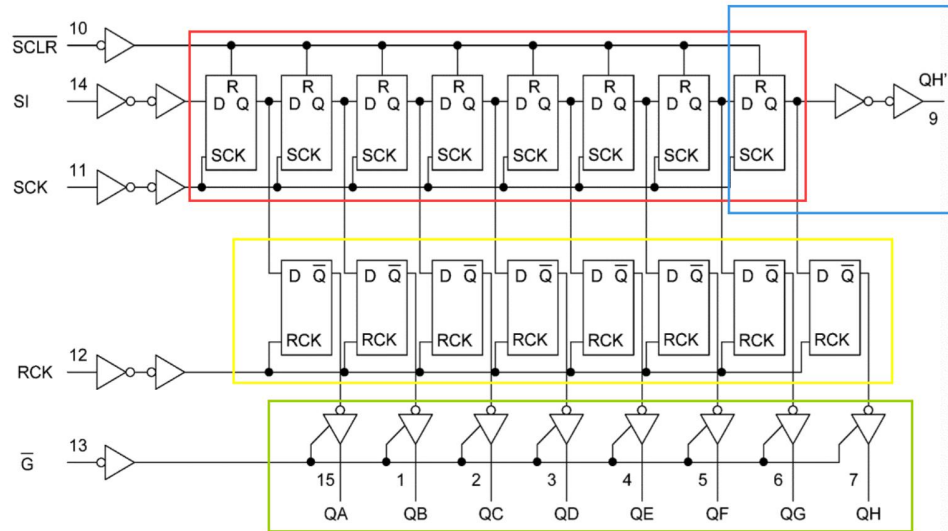 10
S̅C̅L̅R̅
R R R R R R R R
14
SI
D Q D Q D Q D Q D Q D Q D Q D Q
QH'
9
SCK SCK SCK SCK SCK SCK SCK SCK
11
SCK
D Q̅ D Q̅ D Q̅ D Q̅ D Q̅ D Q̅ D Q̅ D Q̅
RCK RCK RCK RCK RCK RCK RCK RCK
12
RCK
13
G̅
15 1 2 3 4 5 6 7
QA QB QC QD QE QF QG QH